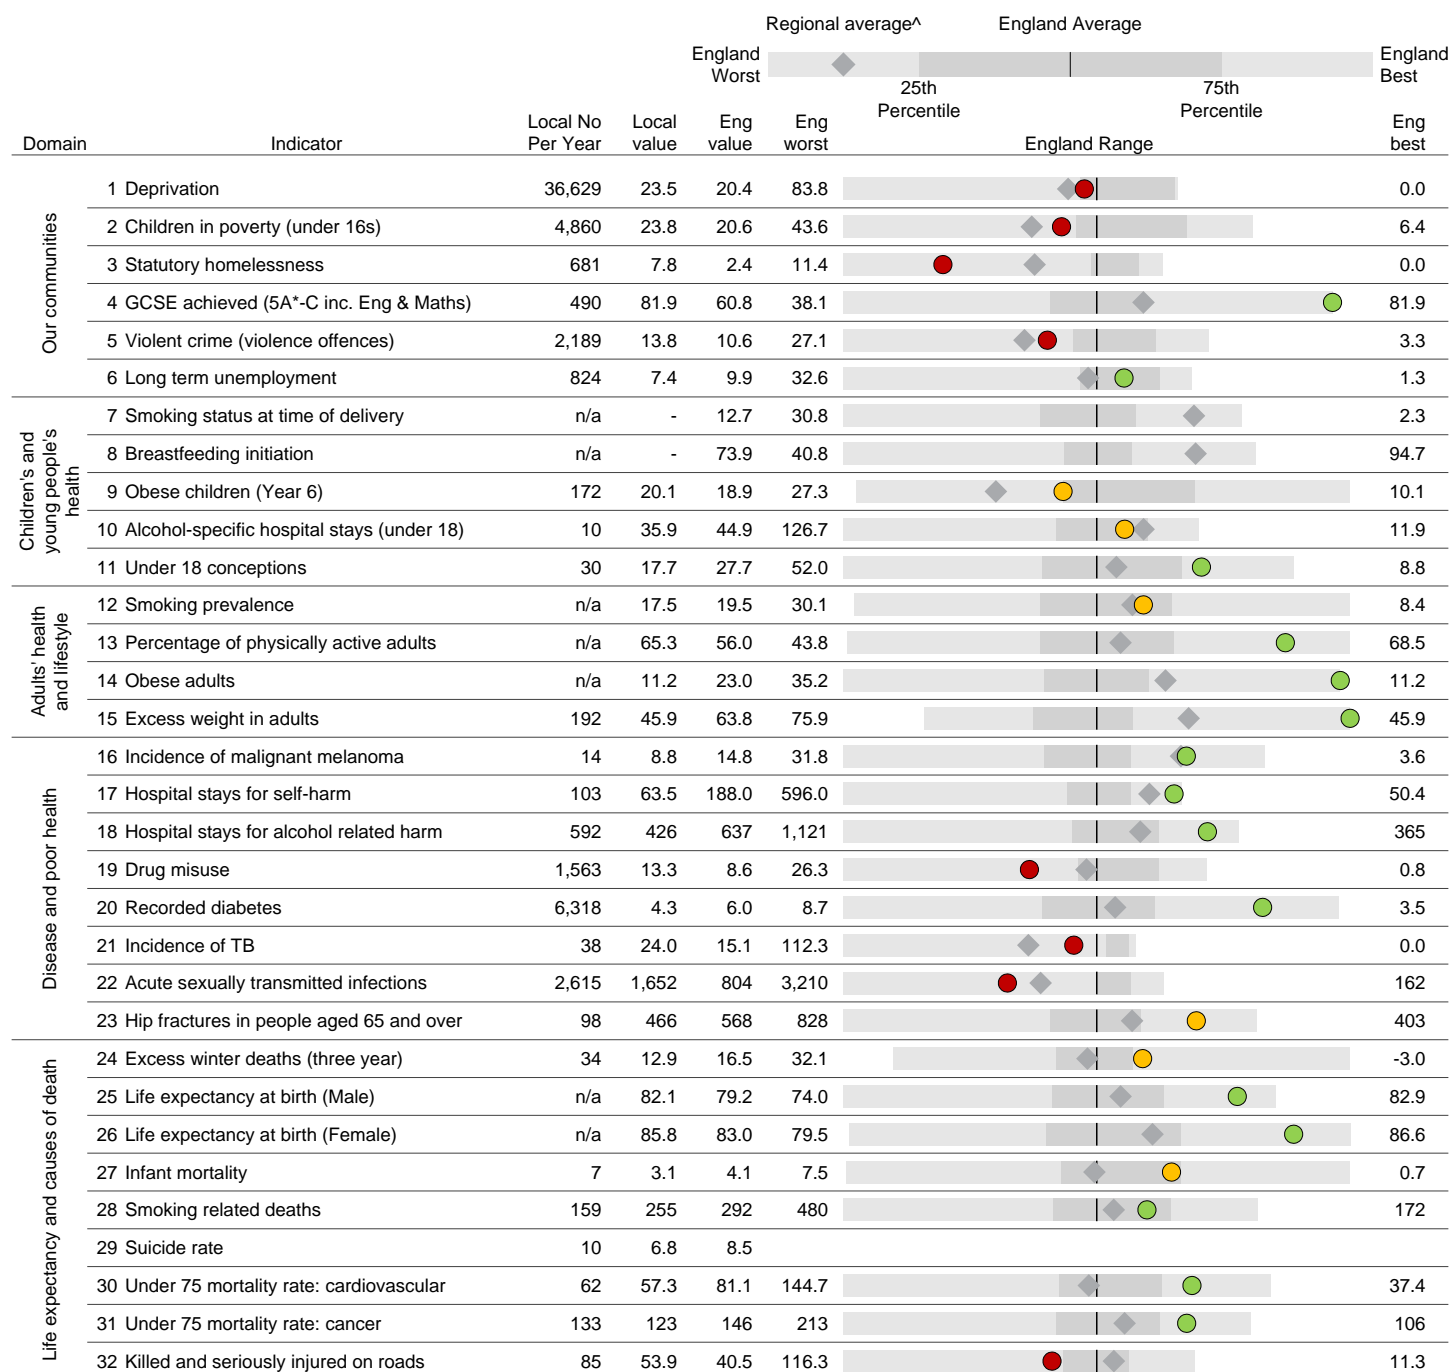 Regional average^ England Average
England Worst England Best
25th Percentile 75th Percentile
Domain Indicator Local No Per Year Local value Eng value Eng worst England Range Eng best
Our communities
1 Deprivation 36,629 23.5 20.4 83.8 0.0
2 Children in poverty (under 16s) 4,860 23.8 20.6 43.6 6.4
3 Statutory homelessness 681 7.8 2.4 11.4 0.0
4 GCSE achieved (5A*-C inc. Eng & Maths) 490 81.9 60.8 38.1 81.9
5 Violent crime (violence offences) 2,189 13.8 10.6 27.1 3.3
6 Long term unemployment 824 7.4 9.9 32.6 1.3
Children's and young people's health
7 Smoking status at time of delivery n/a - 12.7 30.8 2.3
8 Breastfeeding initiation n/a - 73.9 40.8 94.7
9 Obese children (Year 6) 172 20.1 18.9 27.3 10.1
10 Alcohol-specific hospital stays (under 18) 10 35.9 44.9 126.7 11.9
11 Under 18 conceptions 30 17.7 27.7 52.0 8.8
Adults' health and lifestyle
12 Smoking prevalence n/a 17.5 19.5 30.1 8.4
13 Percentage of physically active adults n/a 65.3 56.0 43.8 68.5
14 Obese adults n/a 11.2 23.0 35.2 11.2
15 Excess weight in adults 192 45.9 63.8 75.9 45.9
Disease and poor health
16 Incidence of malignant melanoma 14 8.8 14.8 31.8 3.6
17 Hospital stays for self-harm 103 63.5 188.0 596.0 50.4
18 Hospital stays for alcohol related harm 592 426 637 1,121 365
19 Drug misuse 1,563 13.3 8.6 26.3 0.8
20 Recorded diabetes 6,318 4.3 6.0 8.7 3.5
21 Incidence of TB 38 24.0 15.1 112.3 0.0
22 Acute sexually transmitted infections 2,615 1,652 804 3,210 162
23 Hip fractures in people aged 65 and over 98 466 568 828 403
Life expectancy and causes of death
24 Excess winter deaths (three year) 34 12.9 16.5 32.1 -3.0
25 Life expectancy at birth (Male) n/a 82.1 79.2 74.0 82.9
26 Life expectancy at birth (Female) n/a 85.8 83.0 79.5 86.6
27 Infant mortality 7 3.1 4.1 7.5 0.7
28 Smoking related deaths 159 255 292 480 172
29 Suicide rate 10 6.8 8.5
30 Under 75 mortality rate: cardiovascular 62 57.3 81.1 144.7 37.4
31 Under 75 mortality rate: cancer 133 123 146 213 106
32 Killed and seriously injured on roads 85 53.9 40.5 116.3 11.3